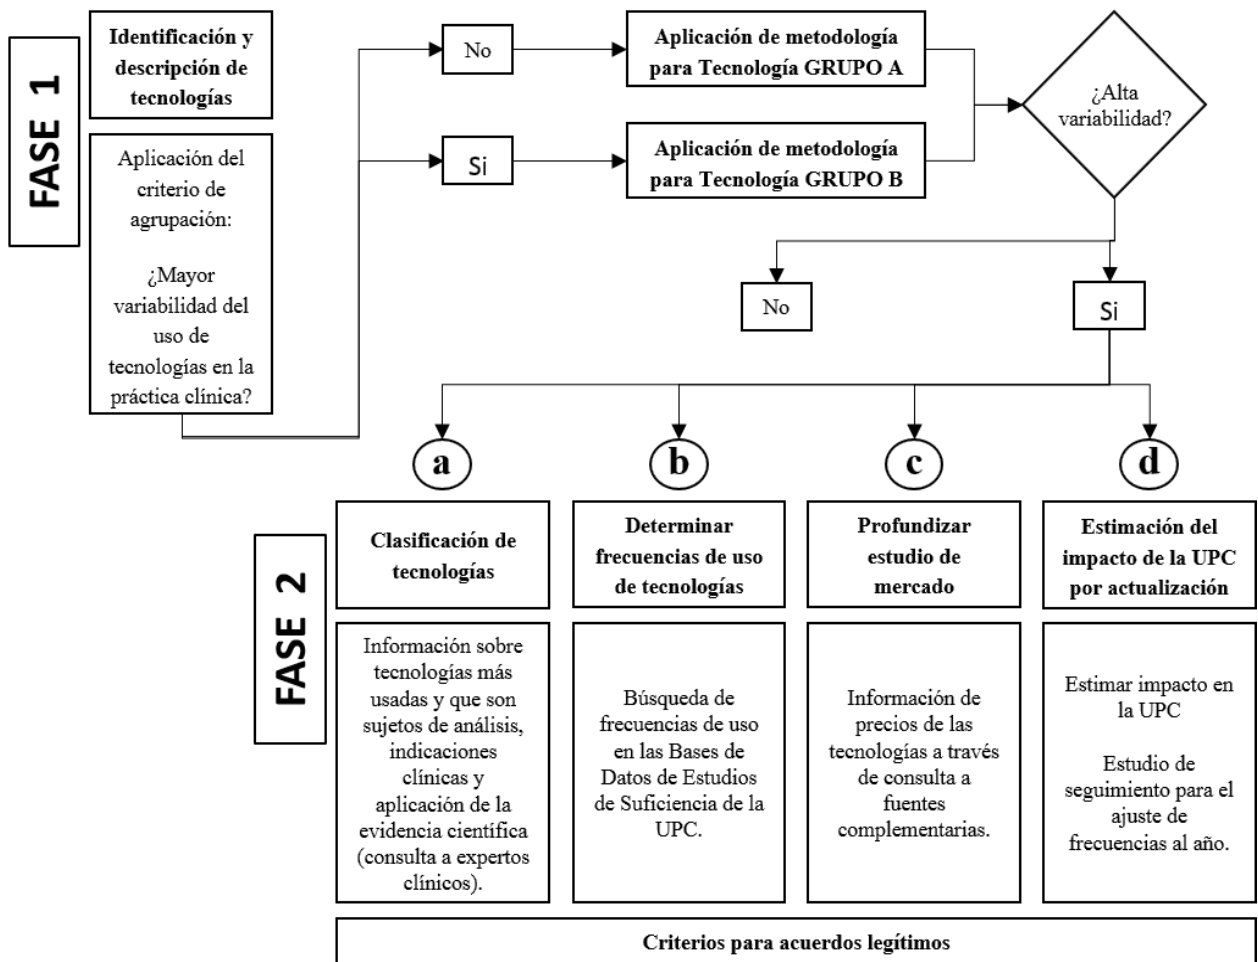 FASE 1
Identificación y
descripción de
tecnologías
Aplicación del
criterio de
agrupación:
¿Mayor
variabilidad del
uso de
tecnologías en la
práctica clínica?
No
Aplicación de metodología
para Tecnología GRUPO A
Si
Aplicación de metodología
para Tecnología GRUPO B
¿Alta
variabilidad?
No
Si
FASE 2
a
Clasificación de
tecnologías
Información sobre
tecnologías más
usadas y que son
sujetos de análisis,
indicaciones
clínicas y
aplicación de la
evidencia científica
(consulta a expertos
clínicos).
b
Determinar
frecuencias de uso
de tecnologías
Búsqueda de
frecuencias de uso
en las Bases de
Datos de Estudios
de Suficiencia de la
UPC.
c
Profundizar
estudio de
mercado
Información de
precios de las
tecnologías a través
de consulta a
fuentes
complementarias.
d
Estimación del
impacto de la UPC
por actualización
Estimar impacto en
la UPC
Estudio de
seguimiento para el
ajuste de
frecuencias al año.
Criterios para acuerdos legítimos